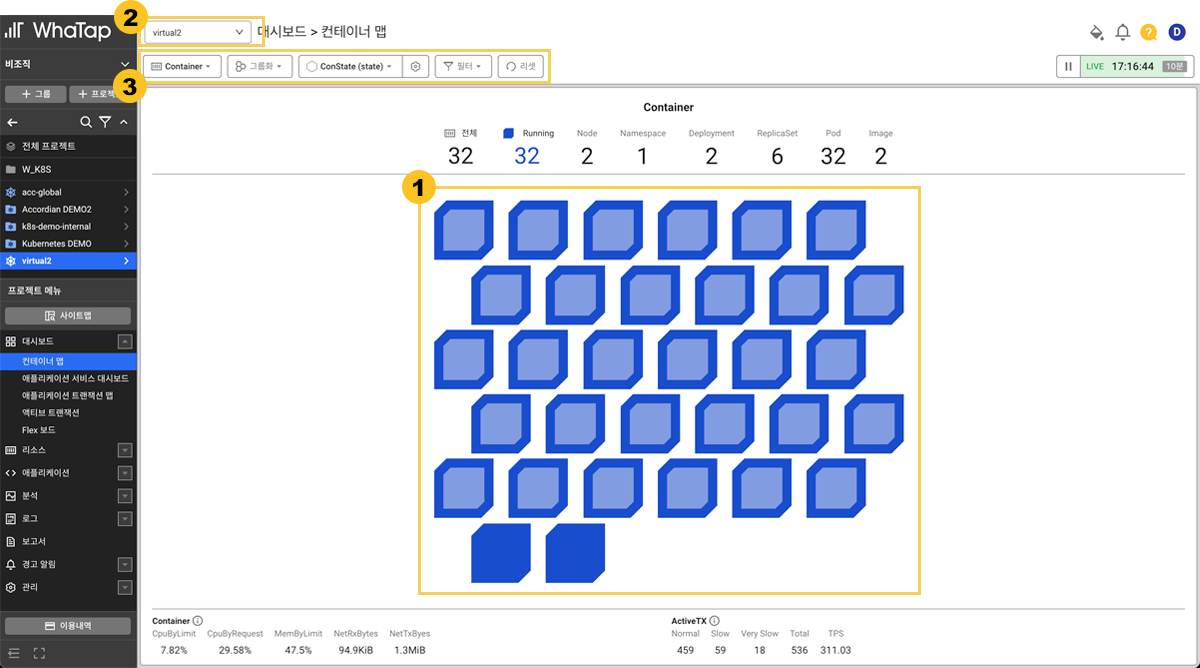 WhaTap
2
virtual2
대시보드 > 컨테이너 맵
D
비조직
3
Container
그룹화
ConState (state)
필터
리셋
LIVE 17:16:44 10분
+ 그룹
+ 프로젝
전체 프로젝트
W_K8S
acc-global
Accordian DEMO2
k8s-demo-internal
Kubernetes DEMO
virtual2
프로젝트 메뉴
사이트맵
대시보드
컨테이너 맵
애플리케이션 서비스 대시보드
애플리케이션 트랜잭션 맵
액티브 트랜잭션
Flex 보드
리소스
애플리케이션
분석
로그
보고서
경고 알림
관리
이용내역
Container
전체 Running Node Namespace Deployment ReplicaSet Pod Image
32 32 2 1 2 6 32 2
1
Container
CpuByLimit CpuByRequest MemByLimit NetRxBytes NetTxByes
7.82% 29.58% 47.5% 94.9KiB 1.3MiB
ActiveTX
Normal Slow Very Slow Total TPS
459 59 18 536 311.03